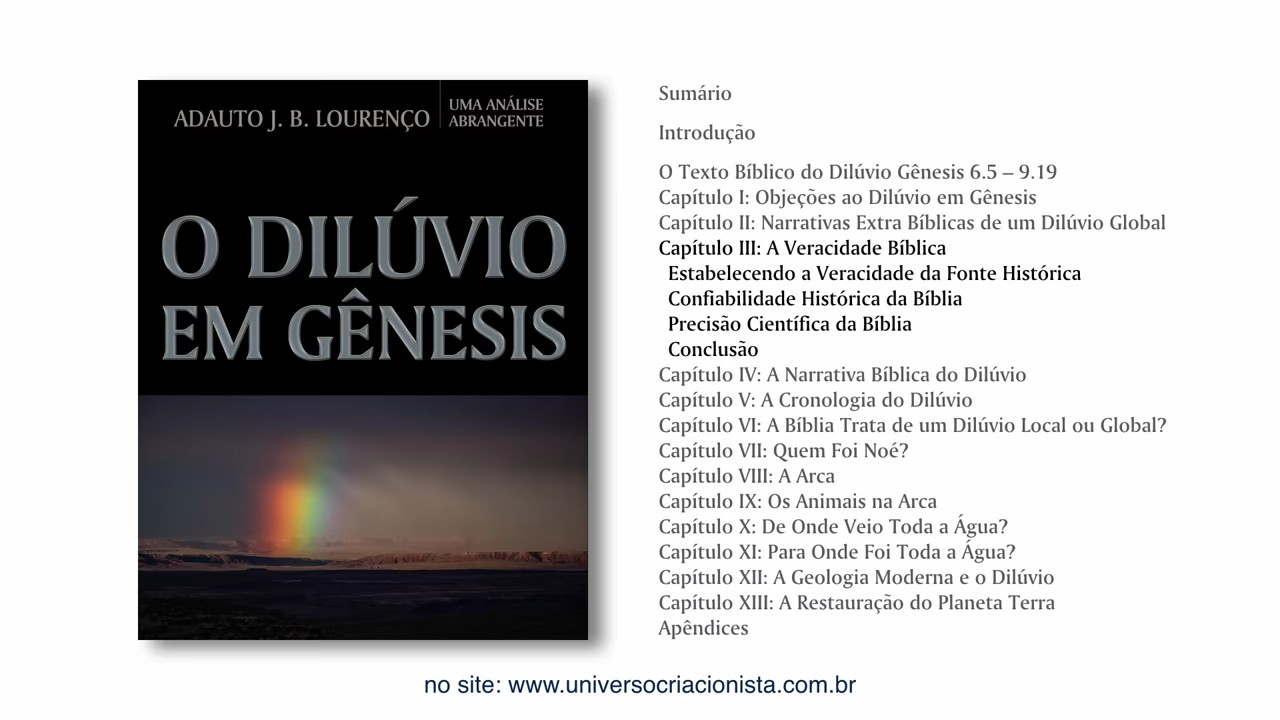 ADAUTO J. B. LOURENÇO
UMA ANÁLISE
ABRANGENTE
O DILÚVIO
EM GÊNESIS
Sumário
Introdução
O Texto Bíblico do Dilúvio Gênesis 6.5 – 9.19
Capítulo I: Objeções ao Dilúvio em Gênesis
Capítulo II: Narrativas Extra Bíblicas de um Dilúvio Global
Capítulo III: A Veracidade Bíblica
Estabelecendo a Veracidade da Fonte Histórica
Confiabilidade Histórica da Bíblia
Precisão Científica da Bíblia
Conclusão
Capítulo IV: A Narrativa Bíblica do Dilúvio
Capítulo V: A Cronologia do Dilúvio
Capítulo VI: A Bíblia Trata de um Dilúvio Local ou Global?
Capítulo VII: Quem Foi Noé?
Capítulo VIII: A Arca
Capítulo IX: Os Animais na Arca
Capítulo X: De Onde Veio Toda a Água?
Capítulo XI: Para Onde Foi Toda a Água?
Capítulo XII: A Geologia Moderna e o Dilúvio
Capítulo XIII: A Restauração do Planeta Terra
Apêndices
no site: www.universocriacionista.com.br